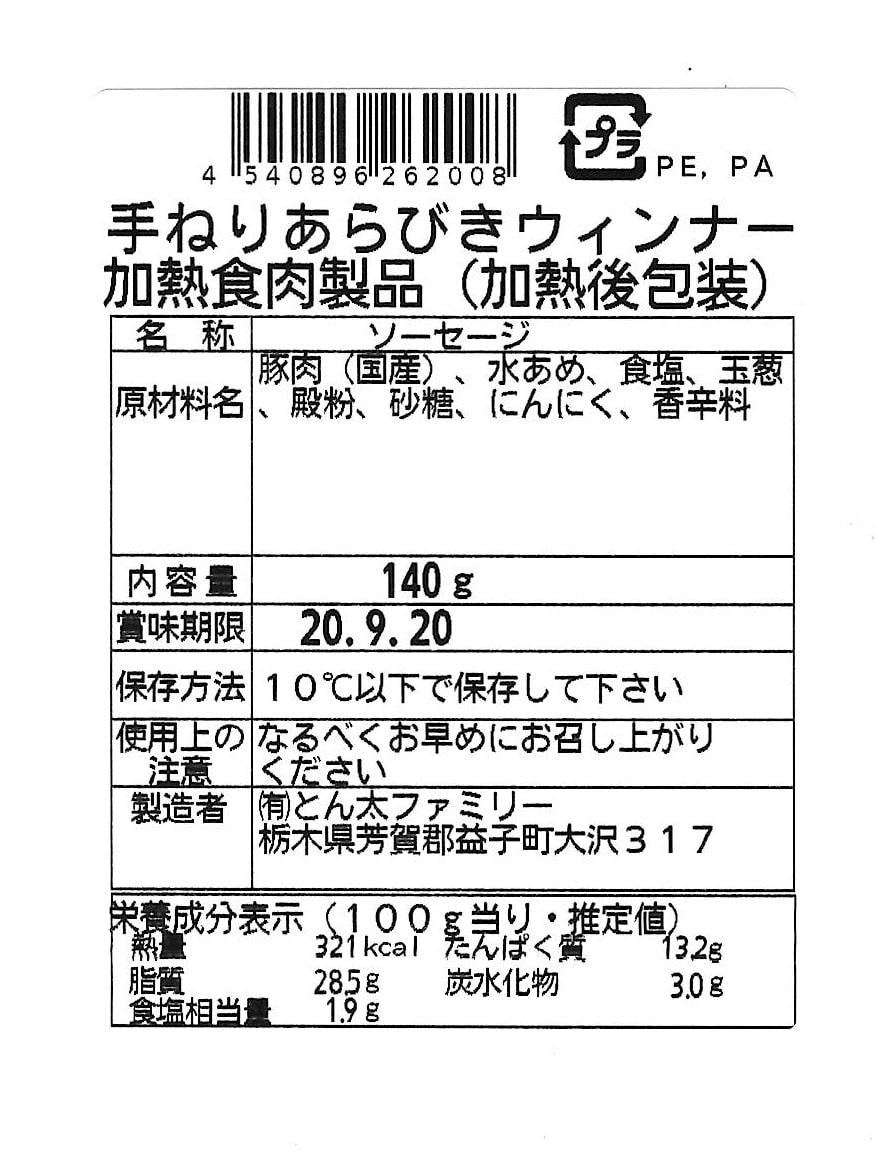 4 540896 262008
プラ
PE, PA
手ねりあらびきウィンナー
加熱食肉製品（加熱後包装）
名 称 ソーセージ
原材料名 豚肉（国産）、水あめ、食塩、玉葱
、殿粉、砂糖、にんにく、香辛料
内容量 140g
賞味期限 20.9.20
保存方法 １０℃以下で保存して下さい
使用上の注意 なるべくお早めにお召し上がり
ください
製造者 ㈲とん太ファミリー
栃木県芳賀郡益子町大沢３１７
栄養成分表示（１００g当り・推定値）
熱量 321kcal たんぱく質 13.2g
脂質 28.5g 炭水化物 3.0g
食塩相当量 1.9g